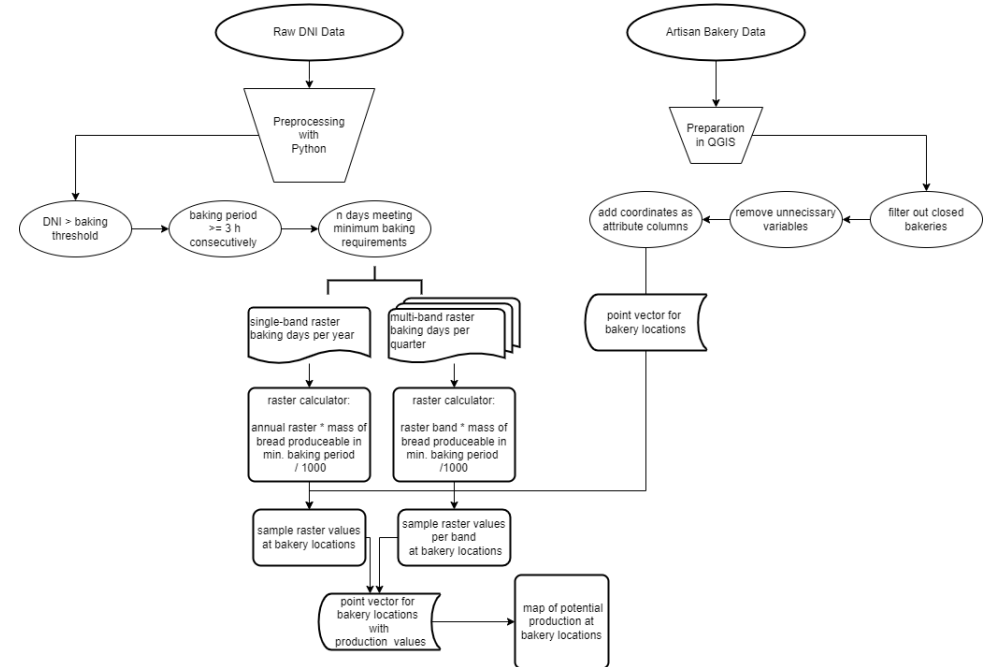 Raw DNI Data
Artisan Bakery Data
Preprocessing
with
Python
Preparation
in QGIS
DNI > baking
threshold
baking period
>= 3 h
consecutively
n days meeting
minimum baking
requirements
add coordinates as
attribute columns
remove unnecissary
variables
filter out closed
bakeries
single-band raster
baking days per year
multi-band raster
baking days per
quarter
point vector for
bakery locations
raster calculator:
annual raster * mass of
bread produceable in
min. baking period
/ 1000
raster calculator:
raster band * mass of
bread produceable in
min. baking period
/1000
sample raster values
at bakery locations
sample raster values
per band
at bakery locations
point vector for
bakery locations
with
production values
map of potential
production at
bakery locations